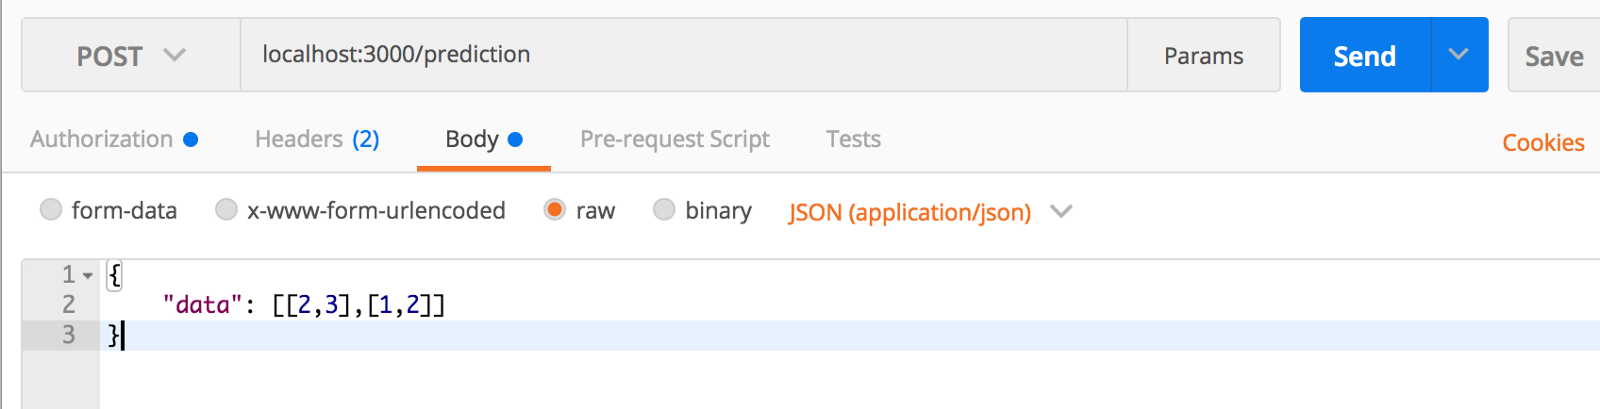 POST localhost:3000/prediction Params Send Save
Authorization Headers (2) Body Pre-request Script Tests Cookies
form-data x-www-form-urlencoded raw binary JSON (application/json)
1 {
2 "data": [[2,3],[1,2]]
3 }